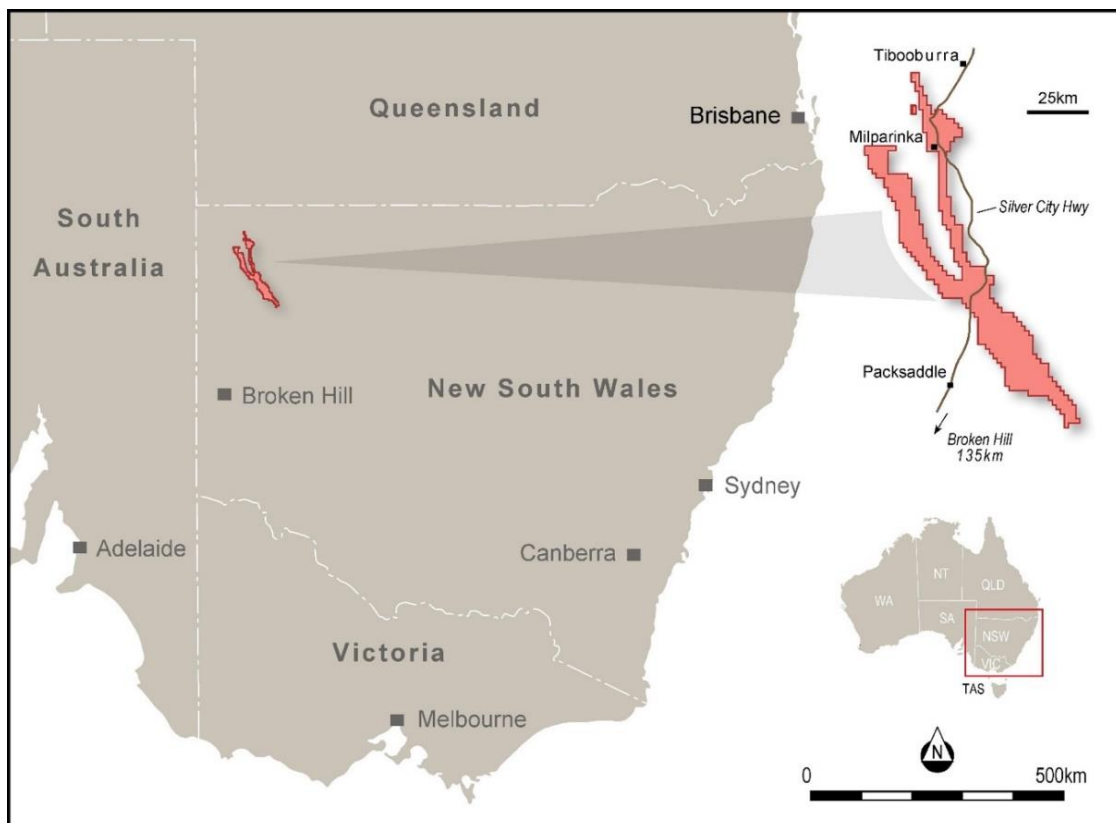 Queensland
Brisbane
South
Australia
Broken Hill
New South Wales
Sydney
Adelaide
Canberra
Victoria
Melbourne
Tibooburra
25km
Milparinka
Silver City Hwy
Packsaddle
Broken Hill
135km
NT
QLD
WA
SA
NSW
VIC
TAS
N
0
500km